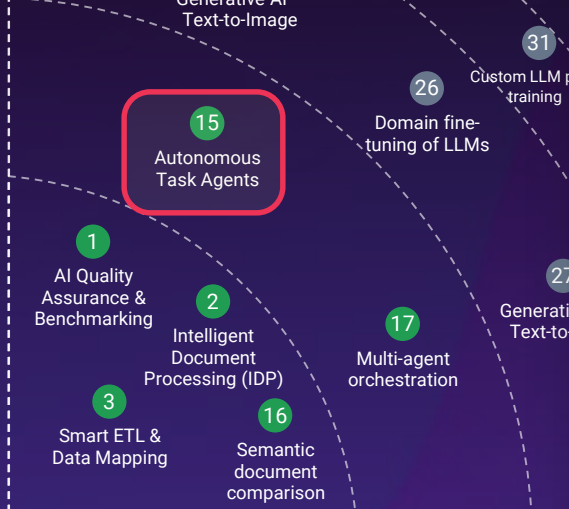 Generative AI
Text-to-Image
31
Custom LLM
training
26
Domain fine-
tuning of LLMs
15
Autonomous
Task Agents
1
AI Quality
Assurance &
Benchmarking
2
Intelligent
Document
Processing (IDP)
27
Text-to-
17
Multi-agent
orchestration
3
Smart ETL &
Data Mapping
16
Semantic
document
comparison